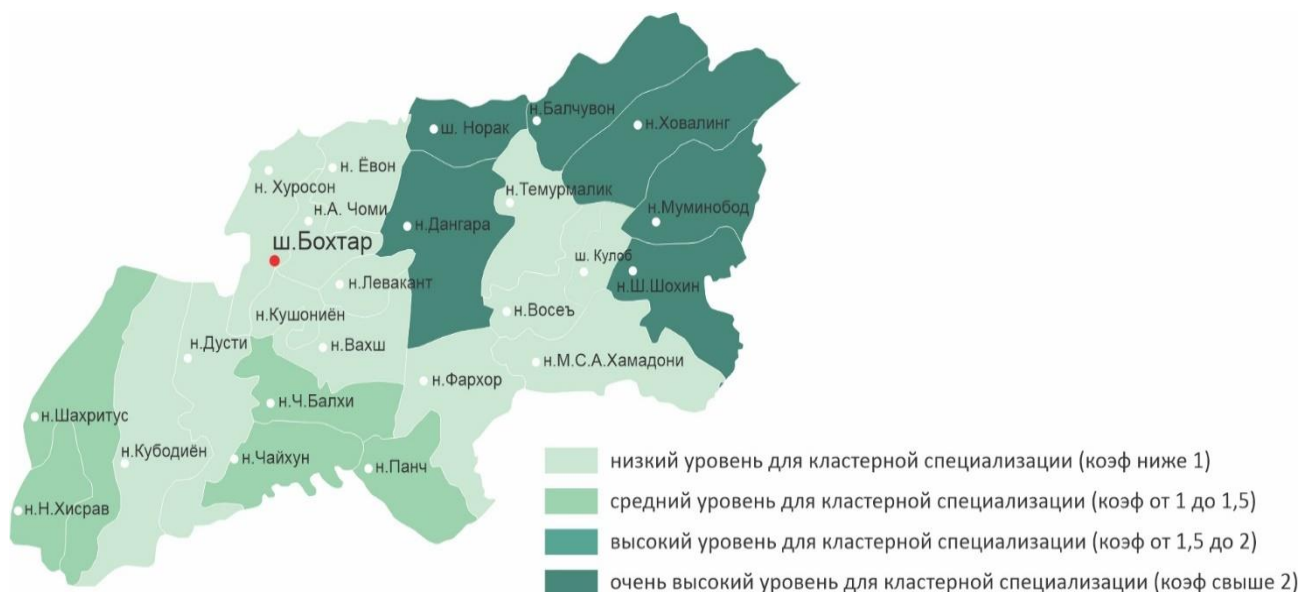 н.Балчувон
ш. Норак
н.Ховалинг
н. Ёвон
н. Хуросон
н.Темурмалик
н.А. Чоми
н.Муминобод
н.Дангара
ш.Бохтар
ш. Кулоб
н.Левакант
н.Ш.Шохин
н.Восеъ
н.Кушониён
н.Дусти
н.Вахш
н.М.С.А.Хамадони
н.Фархор
н.Ч.Балхи
н.Шахритус
н.Кубодиён
н.Чайхун
н.Панч
н.Н.Хисрав
низкий уровень для кластерной специализации (коэф ниже 1)
средний уровень для кластерной специализации (коэф от 1 до 1,5)
высокий уровень для кластерной специализации (коэф от 1,5 до 2)
очень высокий уровень для кластерной специализации (коэф свыше 2)